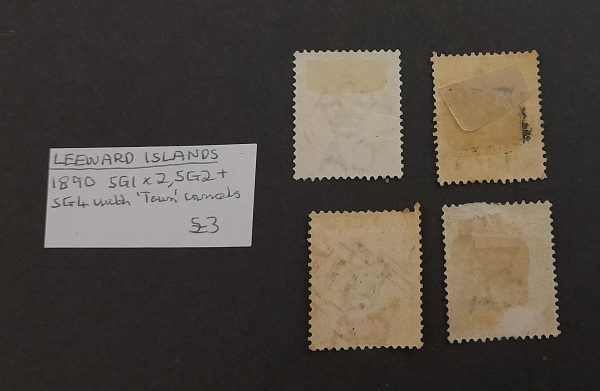 LEEWARD ISLANDS
1890 SG1 x 2, SG2 +
SG4 with 'Town' cancels
£3